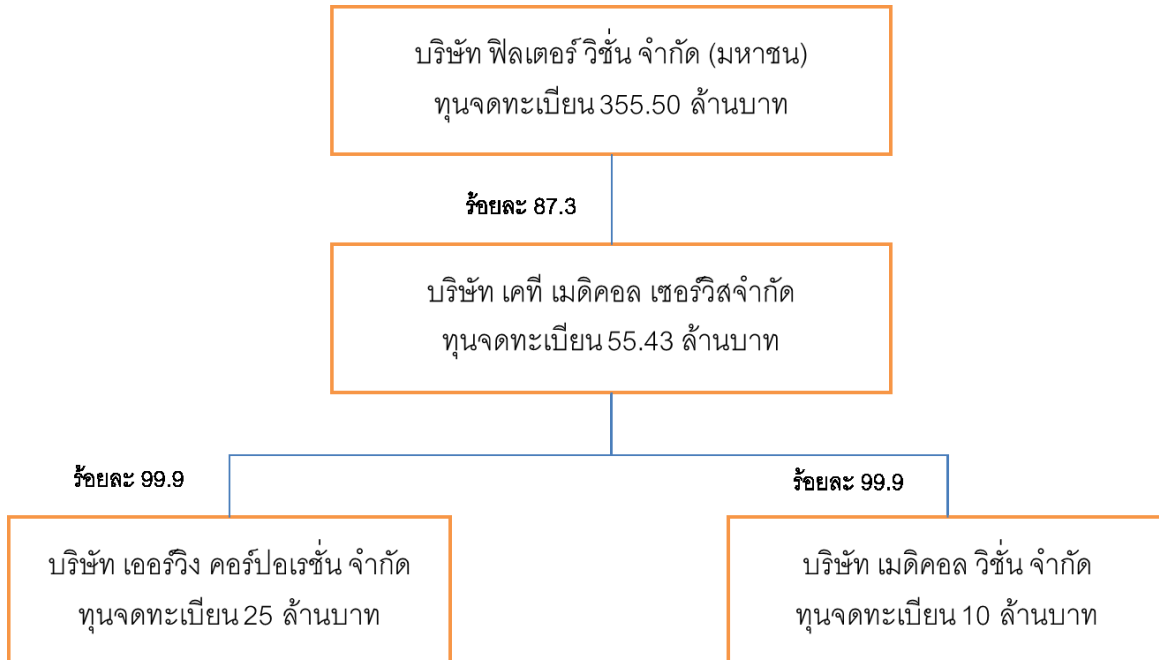 บริษัท ฟิลเตอร์ วิชั่น จำกัด (มหาชน)
ทุนจดทะเบียน 355.50 ล้านบาท
ร้อยละ 87.3
บริษัท เคที เมดิคอล เซอร์วิสจำกัด
ทุนจดทะเบียน 55.43 ล้านบาท
ร้อยละ 99.9
ร้อยละ 99.9
บริษัท เออร์วิง คอร์ปอเรชั่น จำกัด
ทุนจดทะเบียน 25 ล้านบาท
บริษัท เมดิคอล วิชั่น จำกัด
ทุนจดทะเบียน 10 ล้านบาท